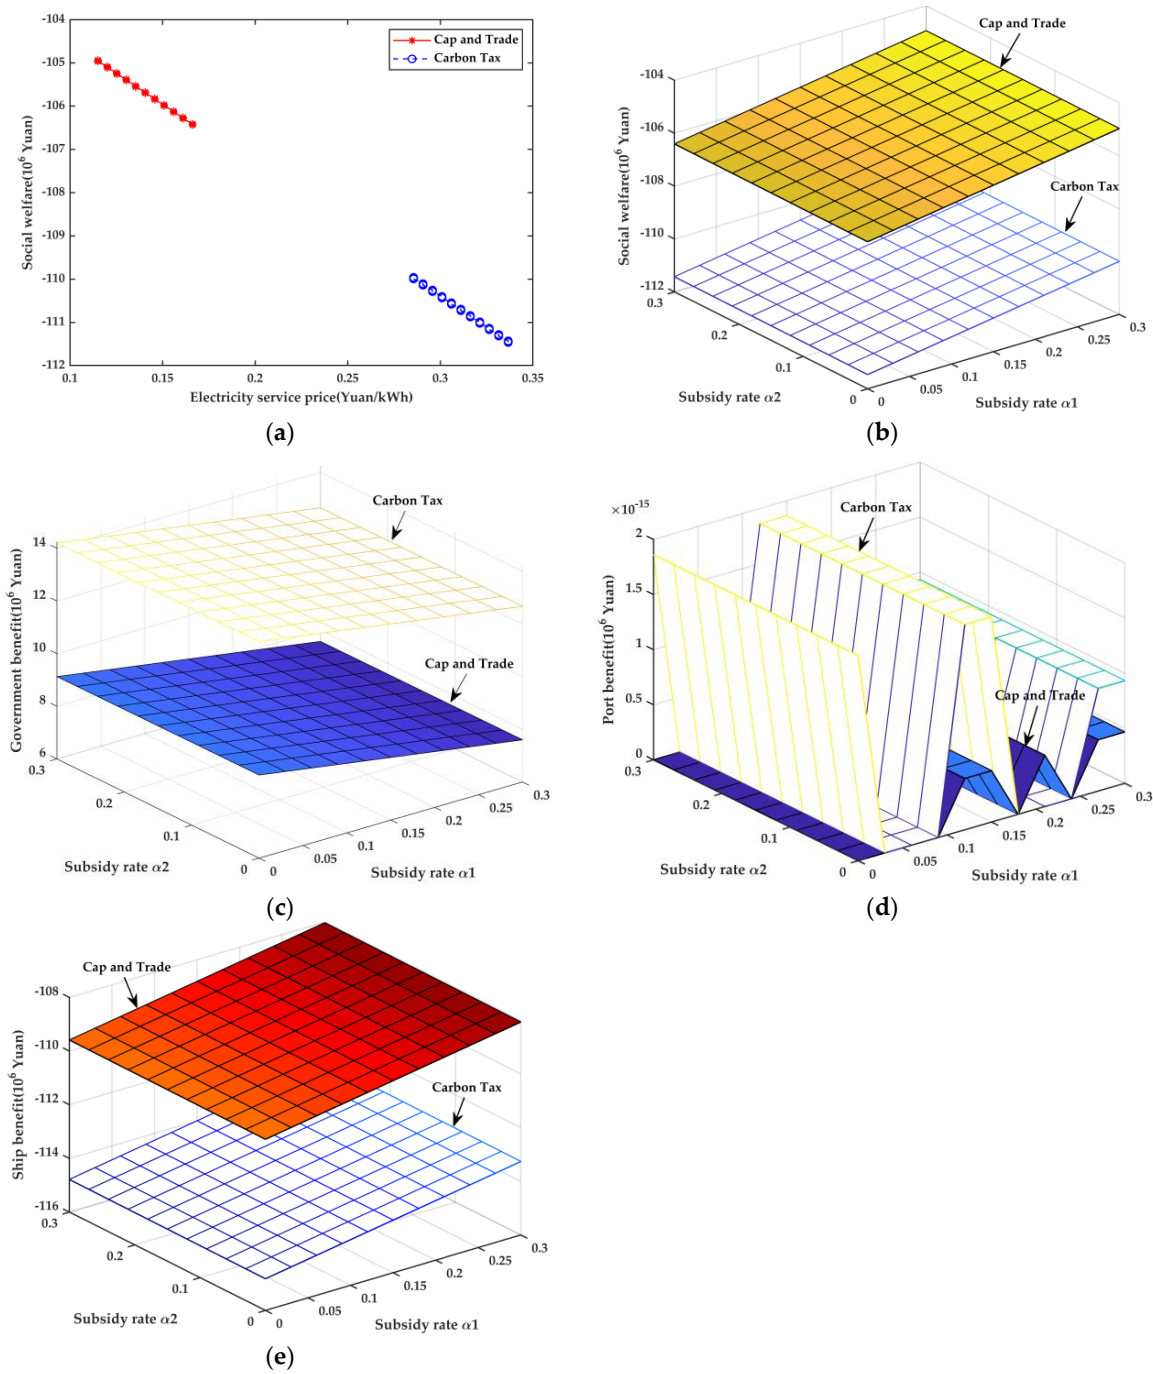 -104
-105
-106
-107
-108
-109
-110
-111
-112
0.1
0.15
0.2
0.25
0.3
0.35
Social welfare(10^6 Yuan)
Electricity service price(Yuan/kWh)
Cap and Trade
Carbon Tax
(a)
-104
-106
-108
-110
-112
Social welfare(10^6 Yuan)
Cap and Trade
Carbon Tax
0.3
0.2
0.1
0
Subsidy rate α2
0
0.05
0.1
0.15
0.2
0.25
0.3
Subsidy rate α1
(b)
14
12
10
8
6
Government benefit(10^6 Yuan)
Carbon Tax
Cap and Trade
0.3
0.2
0.1
0
Subsidy rate α2
0
0.05
0.1
0.15
0.2
0.25
0.3
Subsidy rate α1
(c)
×10^-15
2
1.5
1
0.5
0
Port benefit(10^6 Yuan)
Carbon Tax
Cap and Trade
0.3
0.2
0.1
0
Subsidy rate α2
0
0.05
0.1
0.15
0.2
0.25
0.3
Subsidy rate α1
(d)
-108
-110
-112
-114
-116
Ship benefit(10^6 Yuan)
Cap and Trade
Carbon Tax
0.3
0.2
0.1
0
Subsidy rate α2
0
0.05
0.1
0.15
0.2
0.25
0.3
Subsidy rate α1
(e)